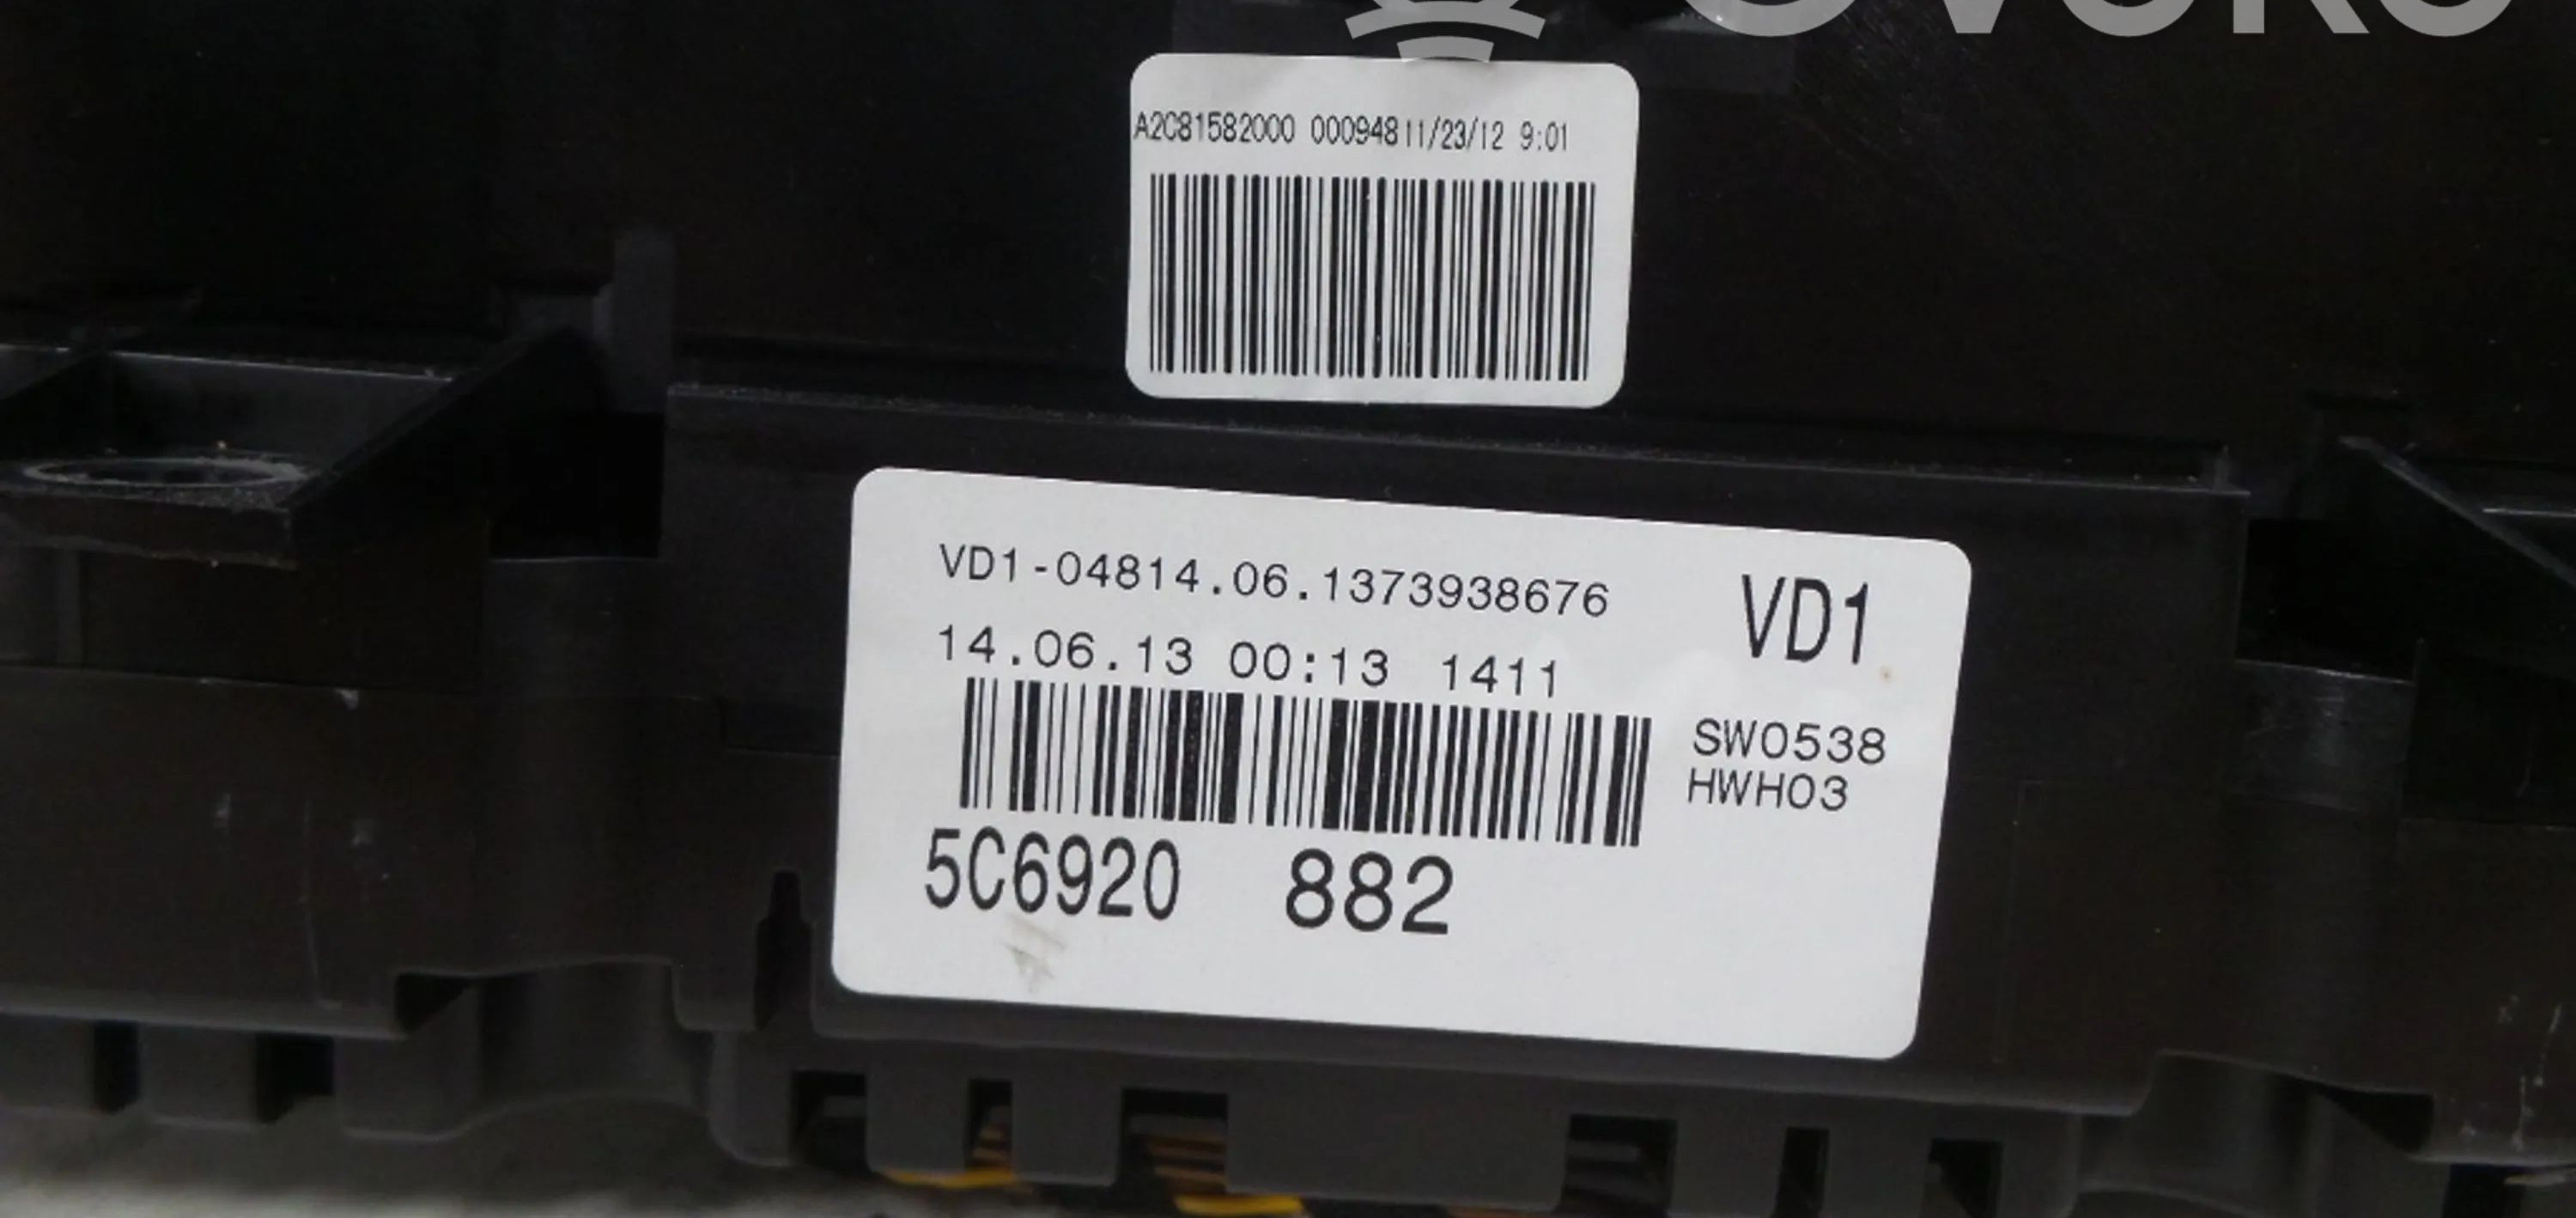 A2C81582000 00094811/23/12 9:01
VD1-04814.06.1373938676
VD1
14.06.13 00:13 1411
SW0538
HWH03
5C6920 882